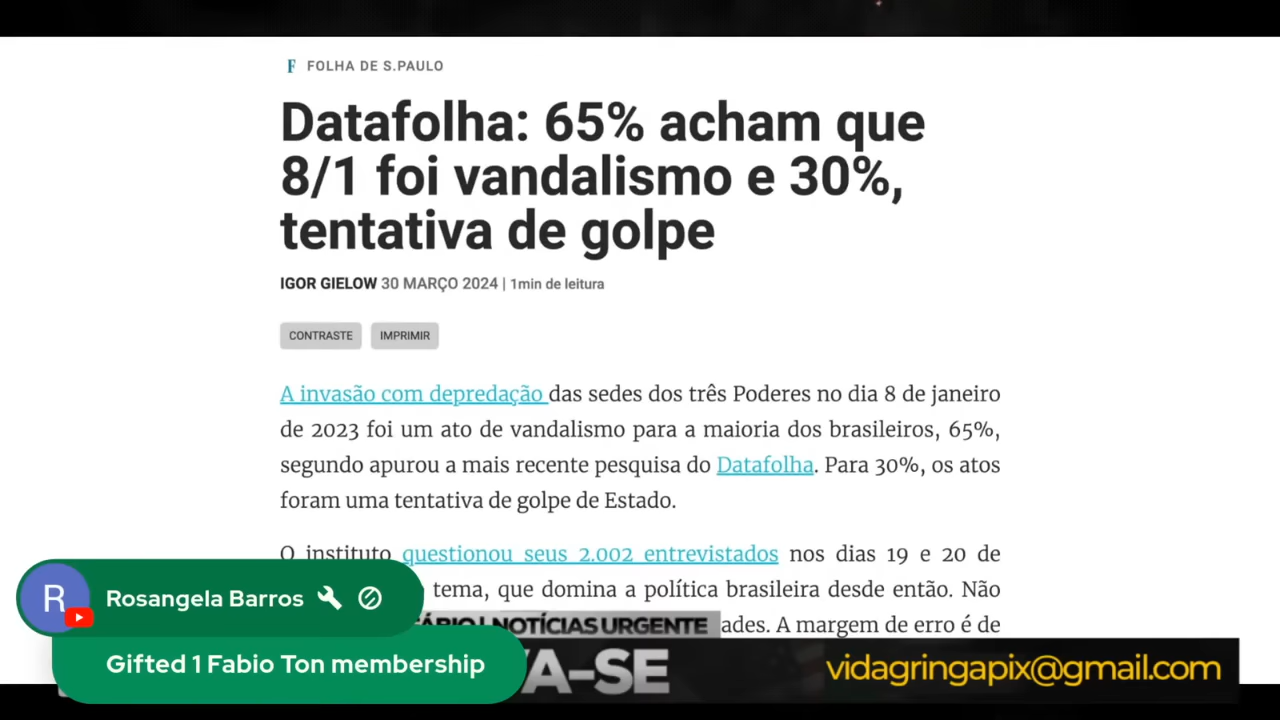 FOLHA DE S.PAULO
Datafolha: 65% acham que
8/1 foi vandalismo e 30%,
tentativa de golpe
IGOR GIELOW 30 MARÇO 2024 | 1min de leitura
CONTRASTE IMPRIMIR
A invasão com depredação das sedes dos três Poderes no dia 8 de janeiro
de 2023 foi um ato de vandalismo para a maioria dos brasileiros, 65%,
segundo apurou a mais recente pesquisa do Datafolha. Para 30%, os atos
foram uma tentativa de golpe de Estado.
O instituto questionou seus 2.002 entrevistados nos dias 19 e 20 de
tema, que domina a política brasileira desde então. Não
ades. A margem de erro é de
Rosangela Barros
Gifted 1 Fabio Ton membership
NOTÍCIAS URGENTE
A-SE
vidagringapix@gmail.com